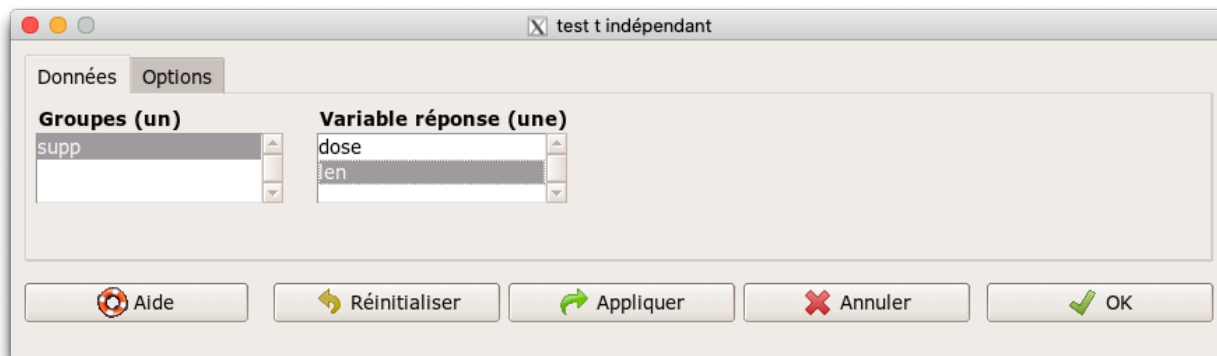 test t indépendant
Données Options
Groupes (un) Variable réponse (une)
supp dose
len
Aide Réinitialiser Appliquer Annuler OK